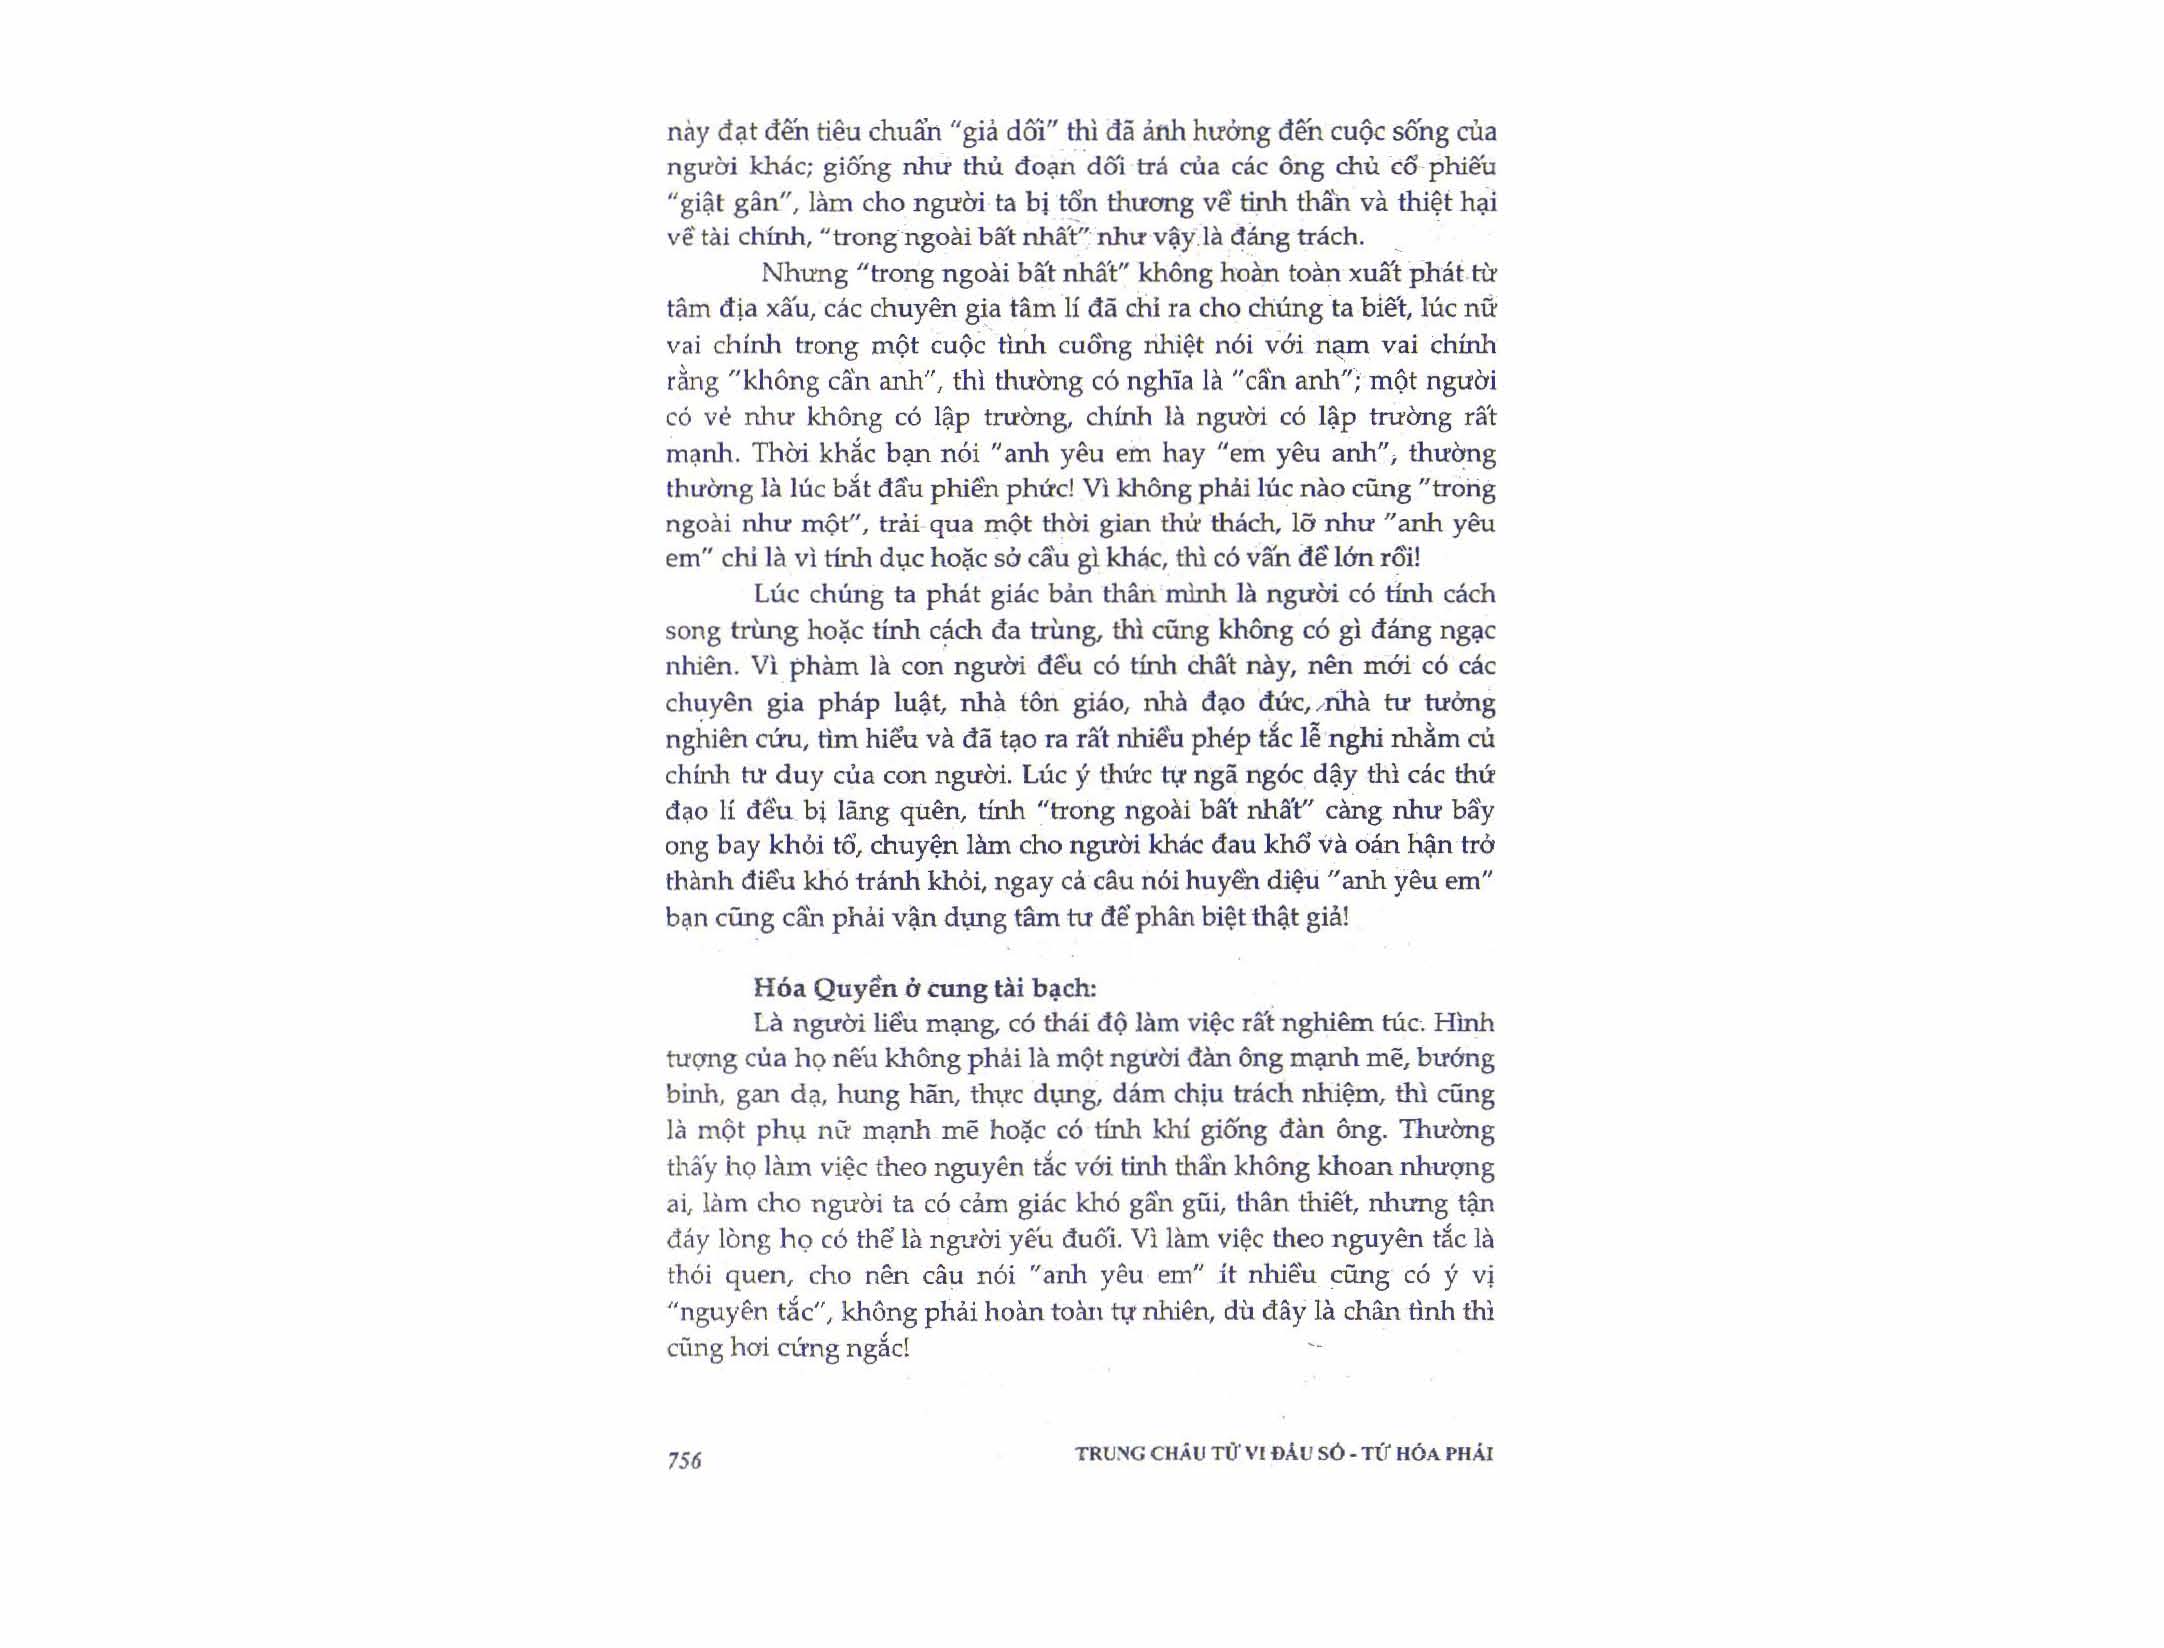 này đạt đến tiêu chuẩn "giả dối" thì đã ảnh hưởng đến cuộc sống của
người khác; giống như thủ đoạn dối trá của các ông chủ cổ phiếu
"giật gân", làm cho người ta bị tổn thương về tinh thần và thiệt hại
về tài chính, "trong ngoài bất nhất" như vậy là đáng trách.
Nhưng "trong ngoài bất nhất" không hoàn toàn xuất phát từ
tâm địa xấu, các chuyên gia tâm lí đã chỉ ra cho chúng ta biết, lúc nữ
vai chính trong một cuộc tình cuồng nhiệt nói với nam vai chính
rằng "không cần anh", thì thường có nghĩa là "cần anh"; một người
có vẻ như không có lập trường, chính là người có lập trường rất
mạnh. Thời khắc bạn nói "anh yêu em hay "em yêu anh", thường
thường là lúc bắt đầu phiền phức! Vì không phải lúc nào cũng "trong
ngoài như một", trải qua một thời gian thử thách, lỡ như "anh yêu
em" chỉ là vì tính dục hoặc sở cầu gì khác, thì có vấn đề lớn rồi!
Lúc chúng ta phát giác bản thân mình là người có tính cách
song trùng hoặc tính cách đa trùng, thì cũng không có gì đáng ngạc
nhiên. Vì phàm là con người đều có tính chất này, nên mới có các
chuyên gia pháp luật, nhà tôn giáo, nhà đạo đức, nhà tư tưởng
nghiên cứu, tìm hiểu và đã tạo ra rất nhiều phép tắc lễ nghi nhằm củ
chính tư duy của con người. Lúc ý thức tự ngã ngóc dậy thì các thứ
đạo lí đều bị lãng quên, tính "trong ngoài bất nhất" càng như bầy
ong bay khỏi tổ, chuyện làm cho người khác đau khổ và oán hận trở
thành điều khó tránh khỏi, ngay cả câu nói huyền diệu "anh yêu em"
bạn cũng cần phải vận dụng tâm tư để phân biệt thật giả!
Hóa Quyền ở cung tài bạch:
Là người liều mạng, có thái độ làm việc rất nghiêm túc. Hình
tượng của họ nếu không phải là một người đàn ông mạnh mẽ, bướng
bỉnh, gan dạ, hung hãn, thực dụng, dám chịu trách nhiệm, thì cũng
là một phụ nữ mạnh mẽ hoặc có tính khí giống đàn ông. Thường
thấy họ làm việc theo nguyên tắc với tinh thần không khoan nhượng
ai, làm cho người ta có cảm giác khó gần gũi, thân thiết, nhưng tận
đáy lòng họ có thể là người yếu đuối. Vì làm việc theo nguyên tắc là
thói quen, cho nên câu nói "anh yêu em" ít nhiều cũng có ý vị
"nguyên tắc", không phải hoàn toàn tự nhiên, dù đây là chân tình thì
cũng hơi cứng ngắc!
756 TRUNG CHÂU TỬ VI ĐẨU SỐ - TỨ HÓA PHÁI